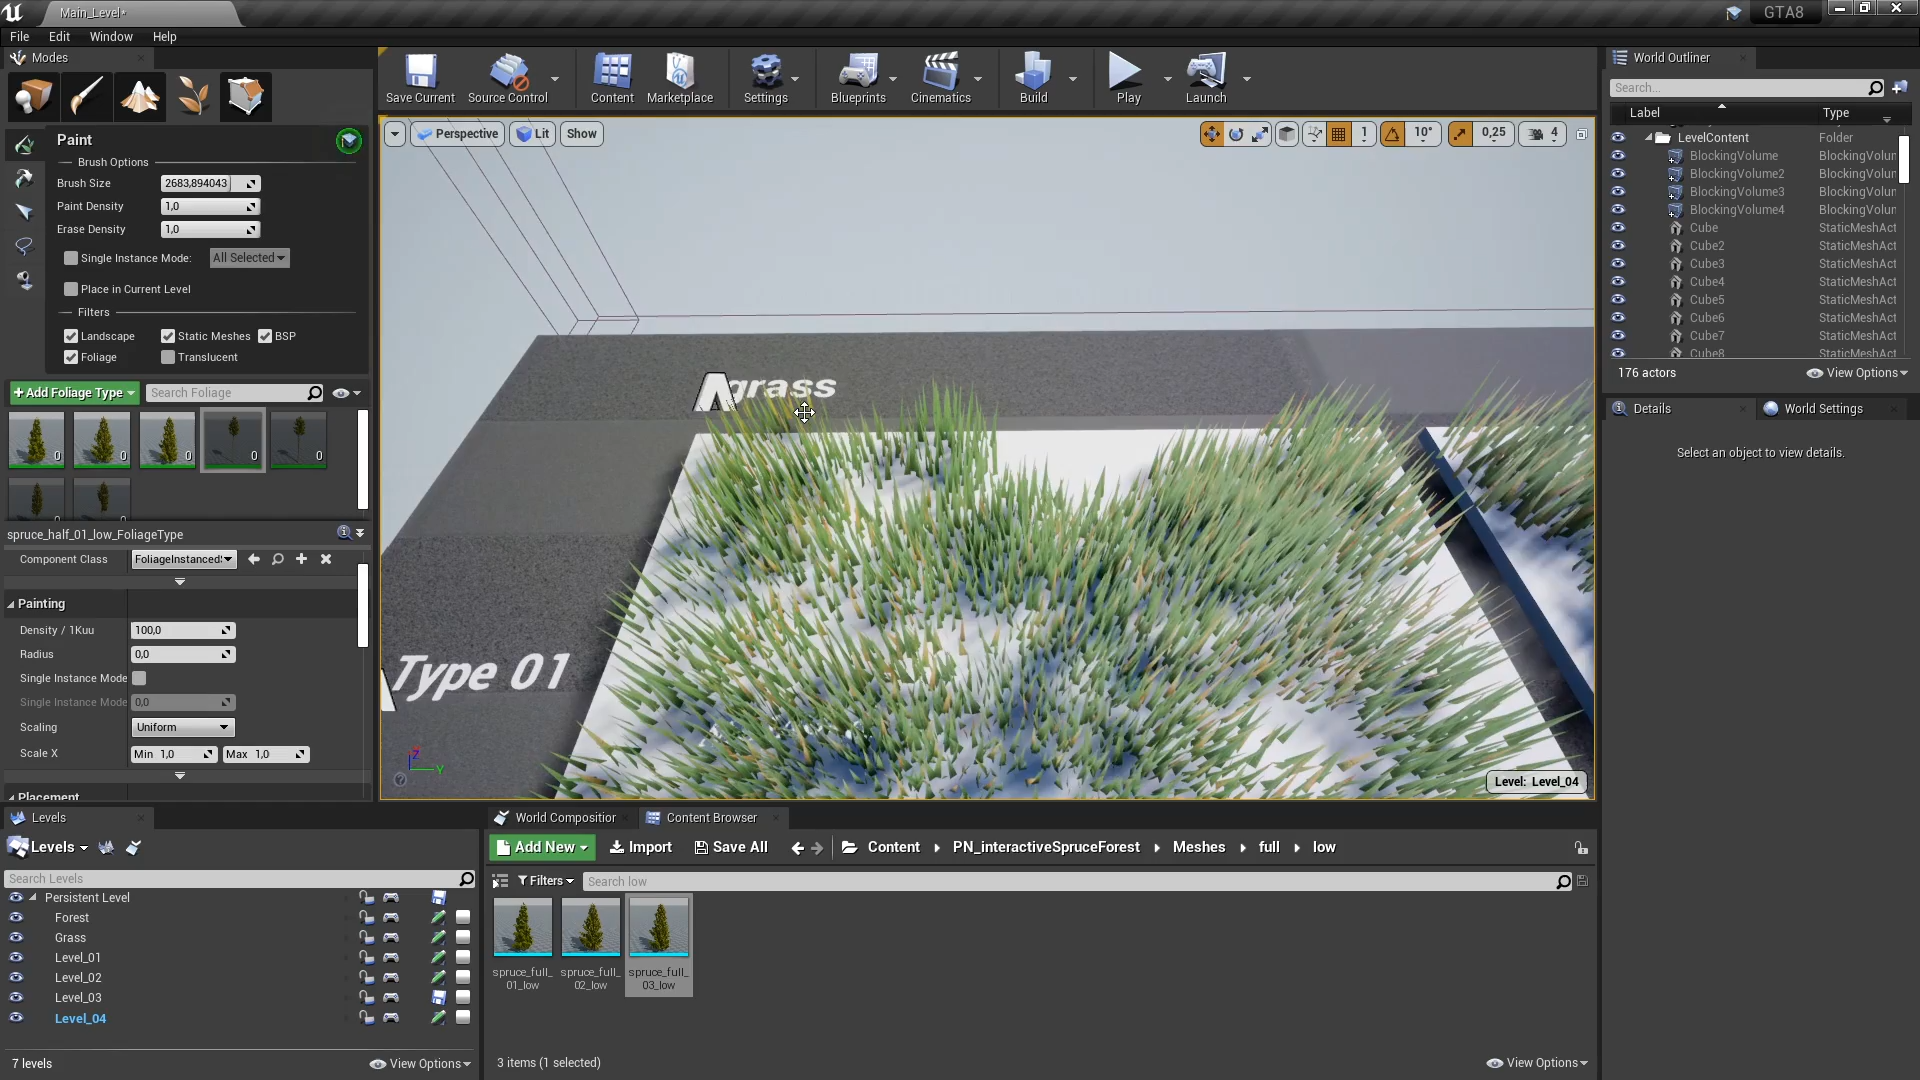 Main_Level*
GTA8
File Edit Window Help
Modes
Save Current
Source Control
Content
Marketplace
Settings
Blueprints
Cinematics
Build
Play
Launch
World Outliner
Search...
Label
Type
Paint
Brush Options
Brush Size 2683,894043
Paint Density 1,0
Erase Density 1,0
Single Instance Mode: All Selected
Place in Current Level
Filters
Landscape Static Meshes BSP
Foliage Translucent
+ Add Foliage Type Search Foliage
0 0 0 0 0
spruce_half_01_low_FoliageType
Component Class FoliageInstanced
Painting
Density / 1Kuu 100,0
Radius 0,0
Single Instance Mode
Single Instance Mode 0,0
Scaling Uniform
Scale X Min 1,0 Max 1,0
Placement
Perspective Lit Show
1 10° 0,25 4
grass
Type 01
Z
Y
Level: Level_04
LevelContent Folder
BlockingVolume BlockingVolun
BlockingVolume2 BlockingVolun
BlockingVolume3 BlockingVolun
BlockingVolume4 BlockingVolun
Cube StaticMeshAct
Cube2 StaticMeshAct
Cube3 StaticMeshAct
Cube4 StaticMeshAct
Cube5 StaticMeshAct
Cube6 StaticMeshAct
Cube7 StaticMeshAct
Cube8 StaticMeshAct
176 actors View Options
Details World Settings
Select an object to view details.
Levels
Levels
Search Levels
Persistent Level
Forest
Grass
Level_01
Level_02
Level_03
Level_04
7 levels View Options
World Composition Content Browser
Add New Import Save All Content PN_interactiveSpruceForest Meshes full low
Filters Search low
spruce_full_01_low
spruce_full_02_low
spruce_full_03_low
3 items (1 selected) View Options